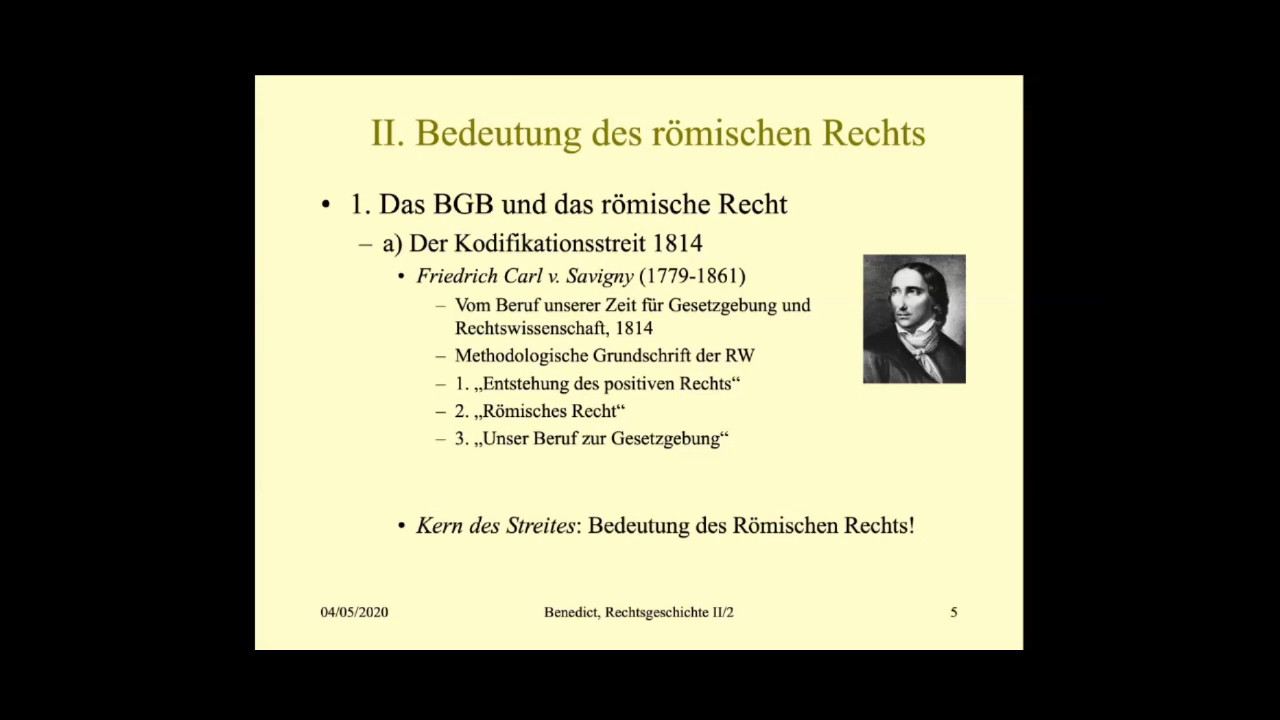 II. Bedeutung des römischen Rechts
• 1. Das BGB und das römische Recht
– a) Der Kodifikationsstreit 1814
• Friedrich Carl v. Savigny (1779-1861)
– Vom Beruf unserer Zeit für Gesetzgebung und
Rechtswissenschaft, 1814
– Methodologische Grundschrift der RW
– 1. „Entstehung des positiven Rechts“
– 2. „Römisches Recht“
– 3. „Unser Beruf zur Gesetzgebung“
• Kern des Streites: Bedeutung des Römischen Rechts!
04/05/2020 Benedict, Rechtsgeschichte II/2 5